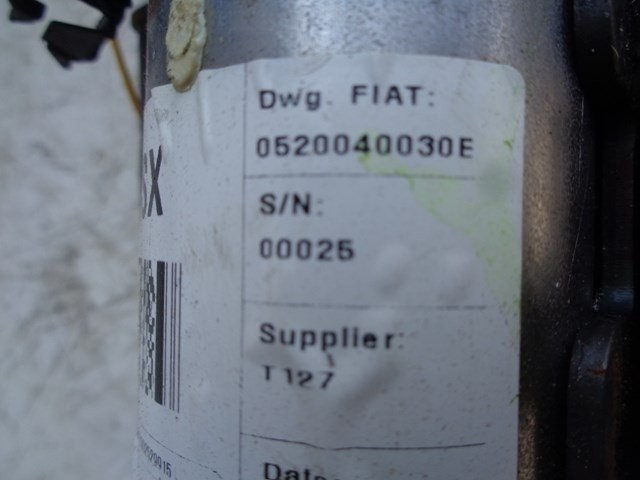 Dwg. FIAT:
0520040030E
SX
S/N:
00025
Supplier:
T127